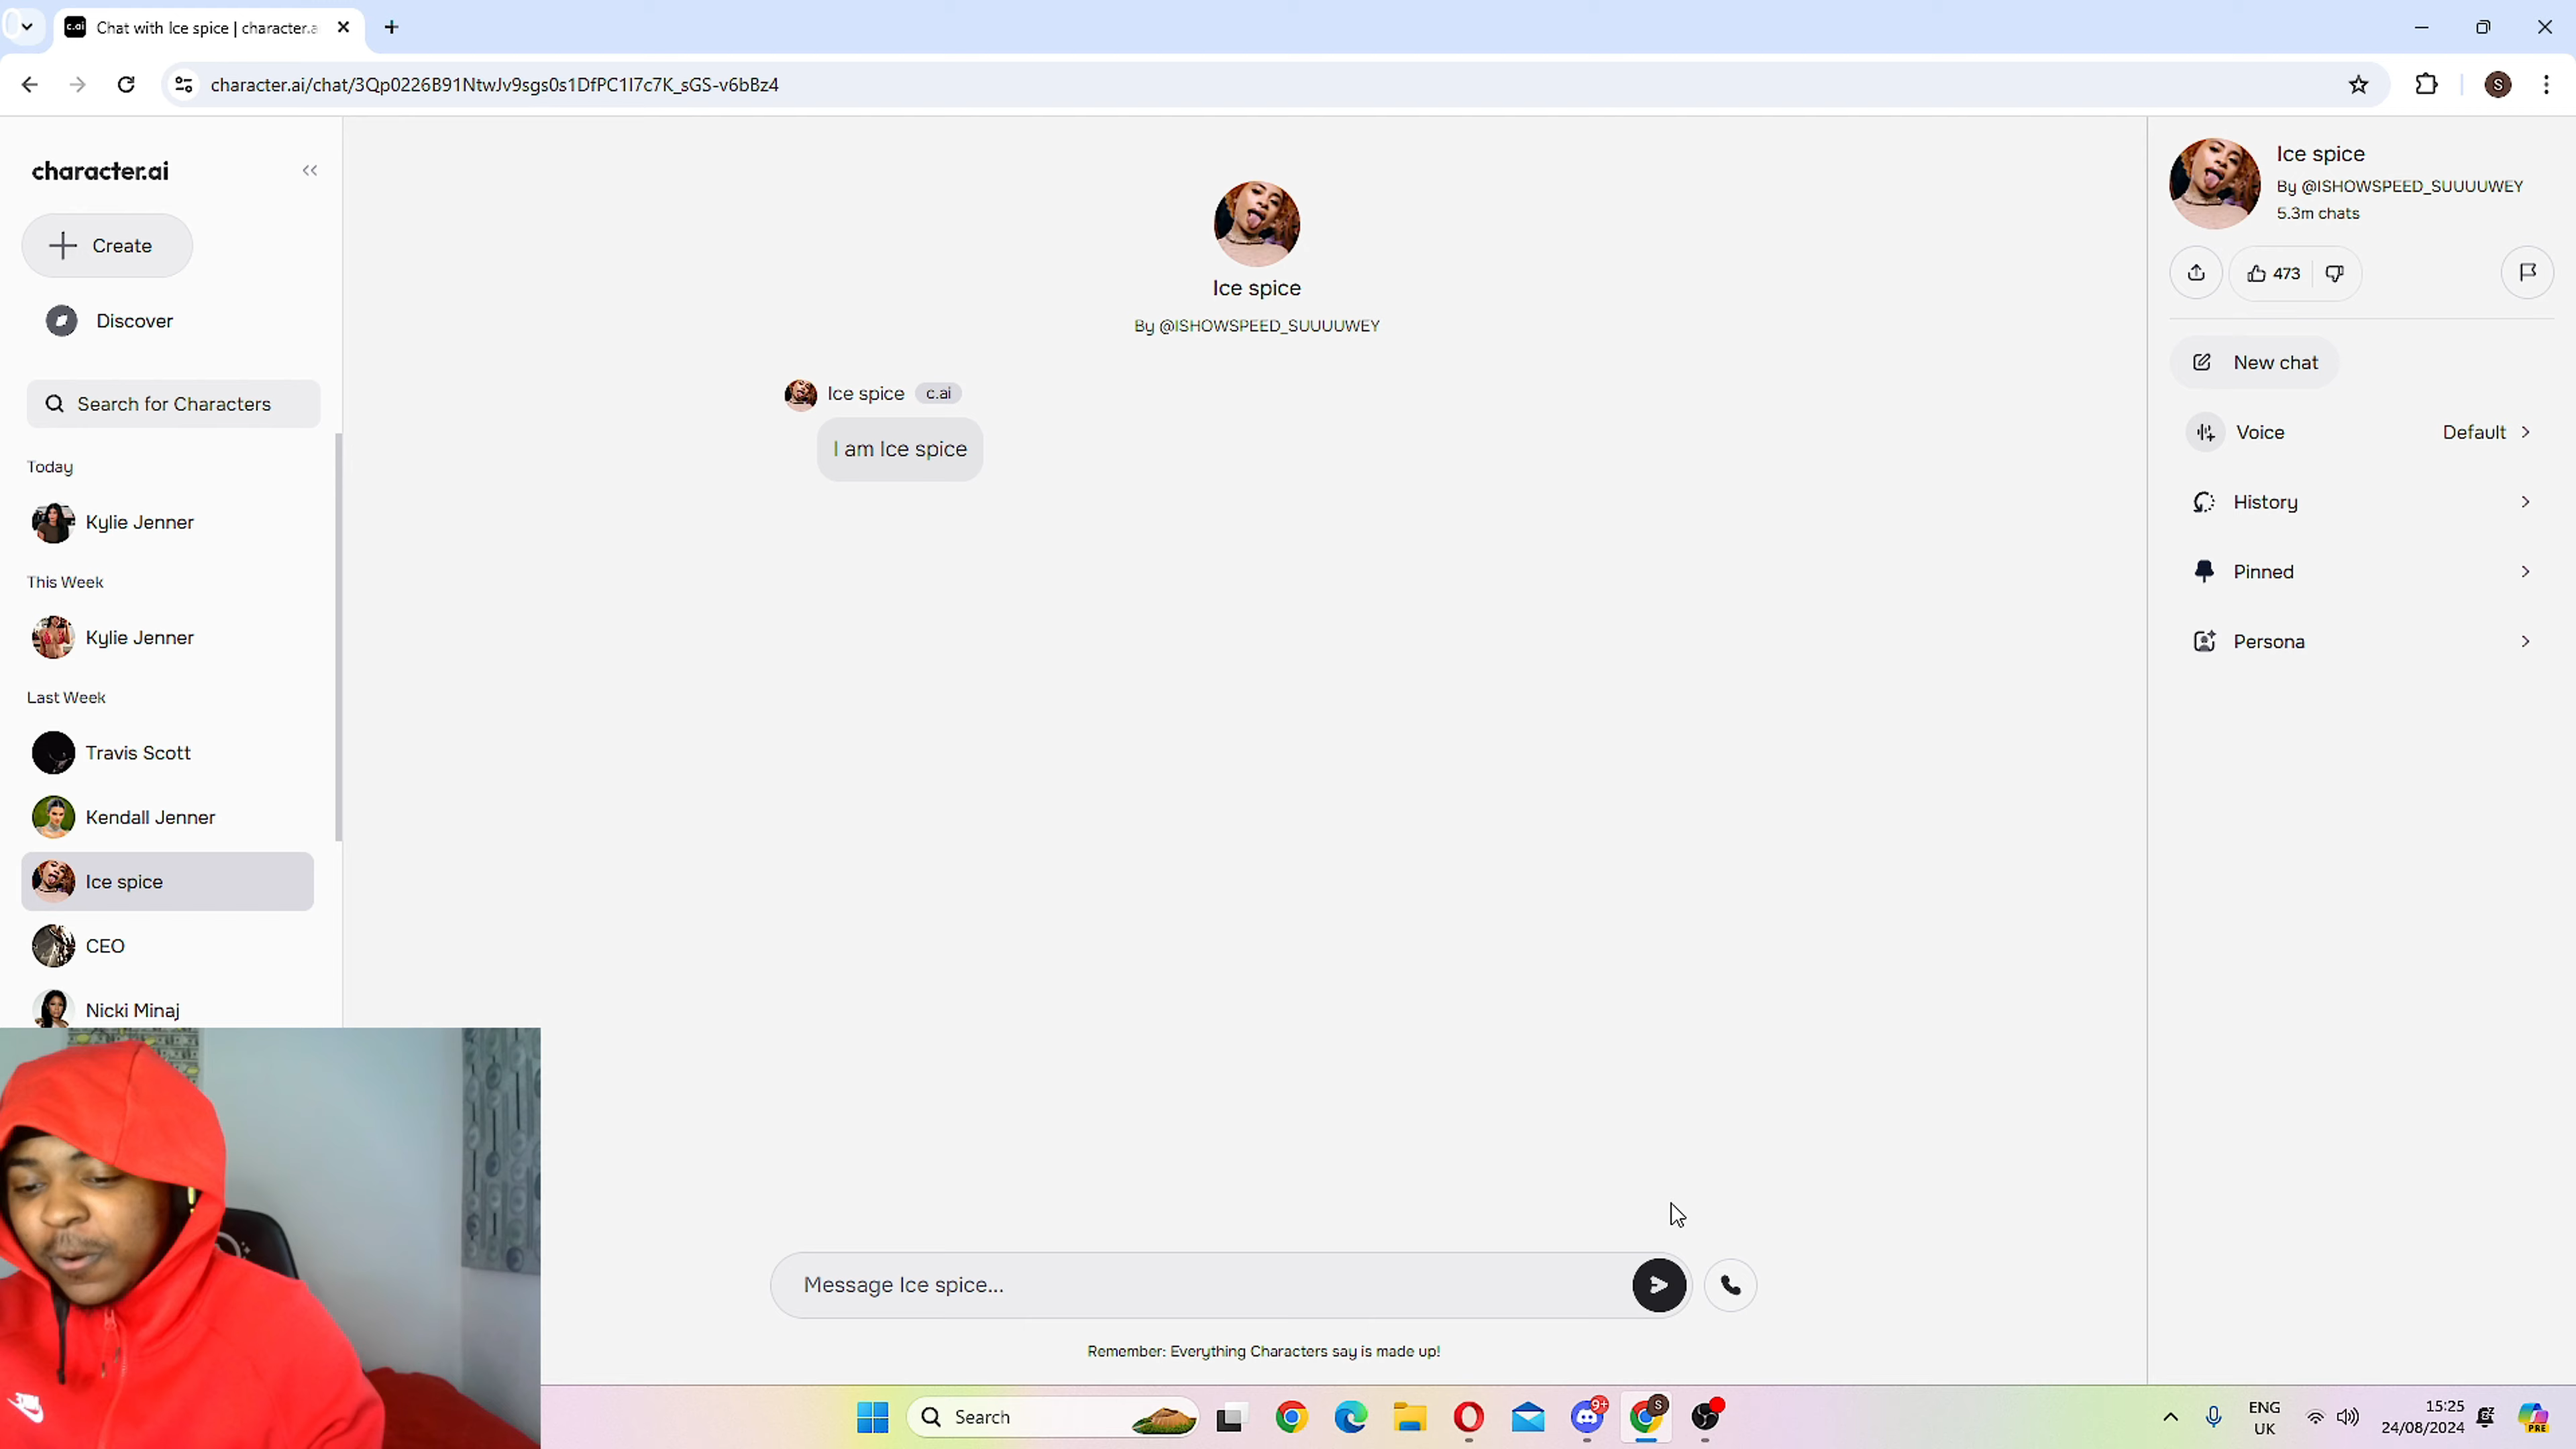 c.ai Chat with Ice spice | character.a
character.ai/chat/3Qp0226B91NtwJv9sgs0s1DfPC1I7c7K_sGS-v6bBz4
S
character.ai
Create
Discover
Search for Characters
Today
Kylie Jenner
This Week
Kylie Jenner
Last Week
Travis Scott
Kendall Jenner
Ice spice
CEO
Nicki Minaj
Ice spice
By @ISHOWSPEED_SUUUUWEY
Ice spice c.ai
I am Ice spice
Message Ice spice...
Remember: Everything Characters say is made up!
Ice spice
By @ISHOWSPEED_SUUUUWEY
5.3m chats
473
New chat
Voice Default
History
Pinned
Persona
Search
9+
S
ENG
UK
15:25
24/08/2024
PRE